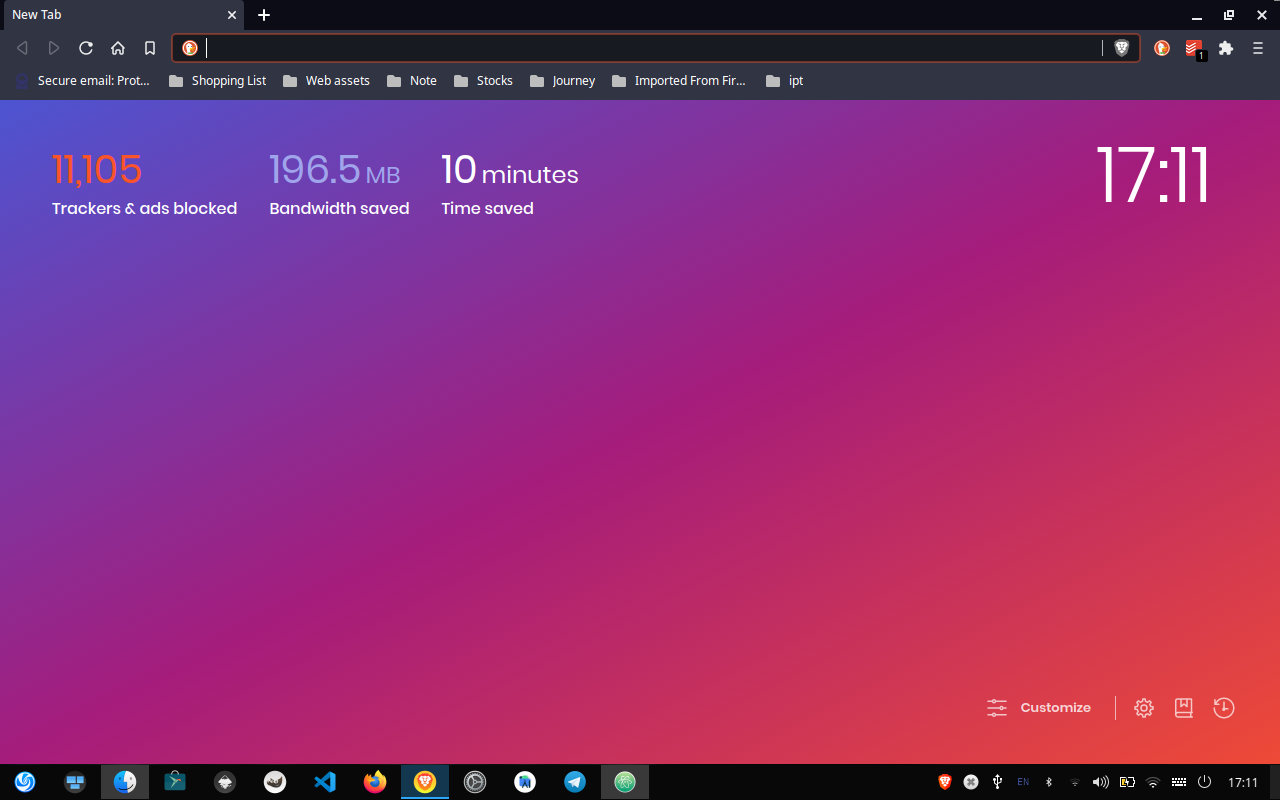 New Tab
1
Secure email: Prot...
Shopping List
Web assets
Note
Stocks
Journey
Imported From Fir...
ipt
11,105
Trackers & ads blocked
196.5 MB
Bandwidth saved
10 minutes
Time saved
17:11
Customize
EN
17:11